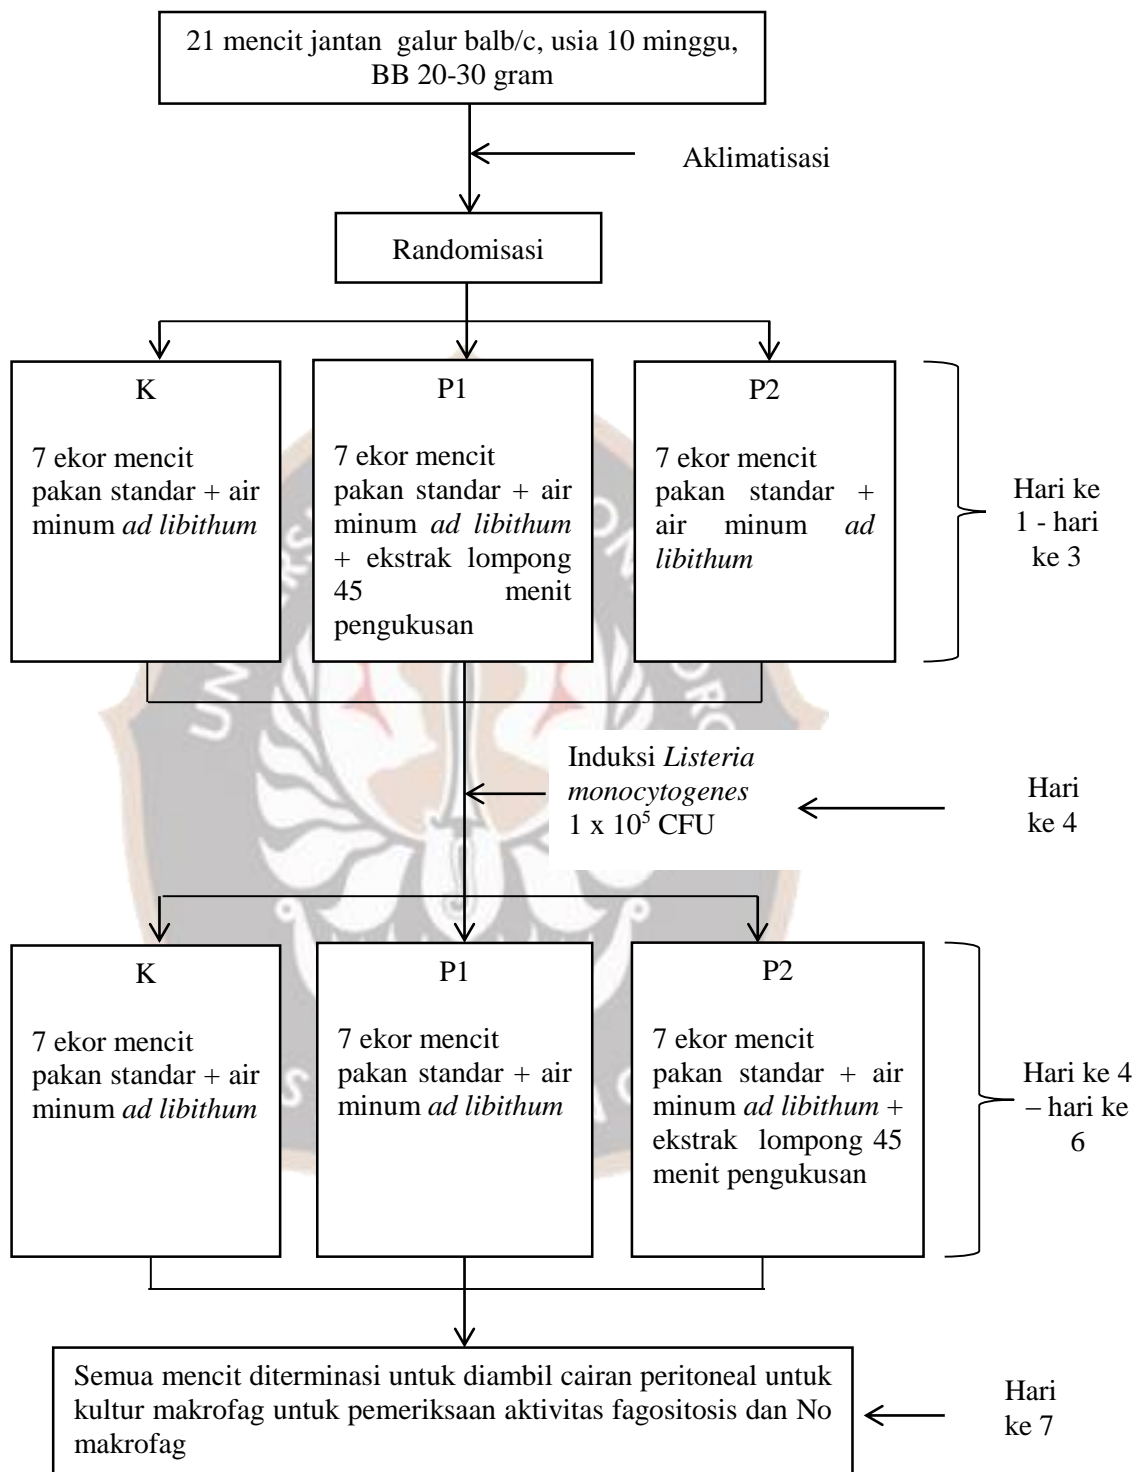 21 mencit jantan galur balb/c, usia 10 minggu,
BB 20-30 gram
Aklimatisasi
Randomisasi
K
7 ekor mencit
pakan standar + air
minum ad libithum
P1
7 ekor mencit
pakan standar + air
minum ad libithum
+ ekstrak lompong
45 menit
pengukusan
P2
7 ekor mencit
pakan standar +
air minum ad
libithum
Hari ke
1 - hari
ke 3
Induksi Listeria
monocytogenes
1 x 10⁵ CFU
Hari
ke 4
K
7 ekor mencit
pakan standar + air
minum ad libithum
P1
7 ekor mencit
pakan standar + air
minum ad libithum
P2
7 ekor mencit
pakan standar + air
minum ad libithum +
ekstrak lompong 45
menit pengukusan
Hari ke 4
– hari ke
6
Semua mencit diterminasi untuk diambil cairan peritoneal untuk
kultur makrofag untuk pemeriksaan aktivitas fagositosis dan No
makrofag
Hari
ke 7